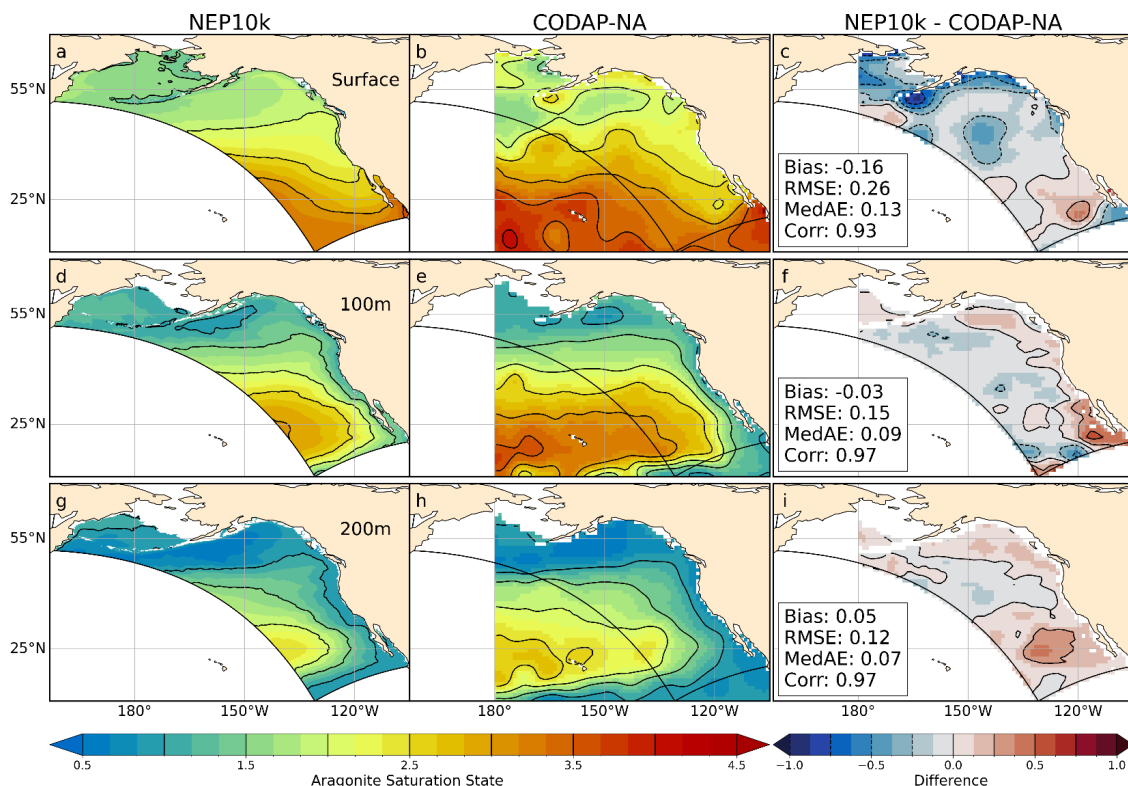 NEP10k CODAP-NA NEP10k - CODAP-NA
a Surface b c
55°N
25°N
Bias: -0.16
RMSE: 0.26
MedAE: 0.13
Corr: 0.93
d 100m e f
55°N
25°N
Bias: -0.03
RMSE: 0.15
MedAE: 0.09
Corr: 0.97
g 200m h i
55°N
25°N
Bias: 0.05
RMSE: 0.12
MedAE: 0.07
Corr: 0.97
180° 150°W 120°W 180° 150°W 120°W 180° 150°W 120°W
0.5 1.5 2.5 3.5 4.5 −1.0 −0.5 0.0 0.5 1.0
Aragonite Saturation State Difference